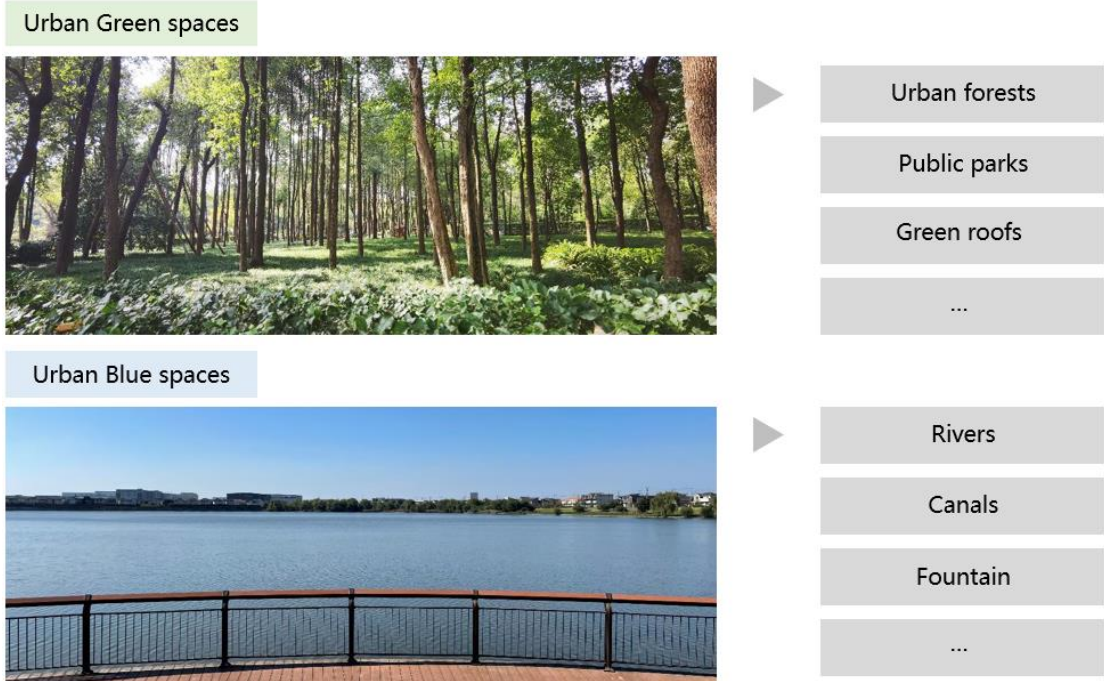 Urban Green spaces
Urban forests
Public parks
Green roofs
...
Urban Blue spaces
Rivers
Canals
Fountain
...